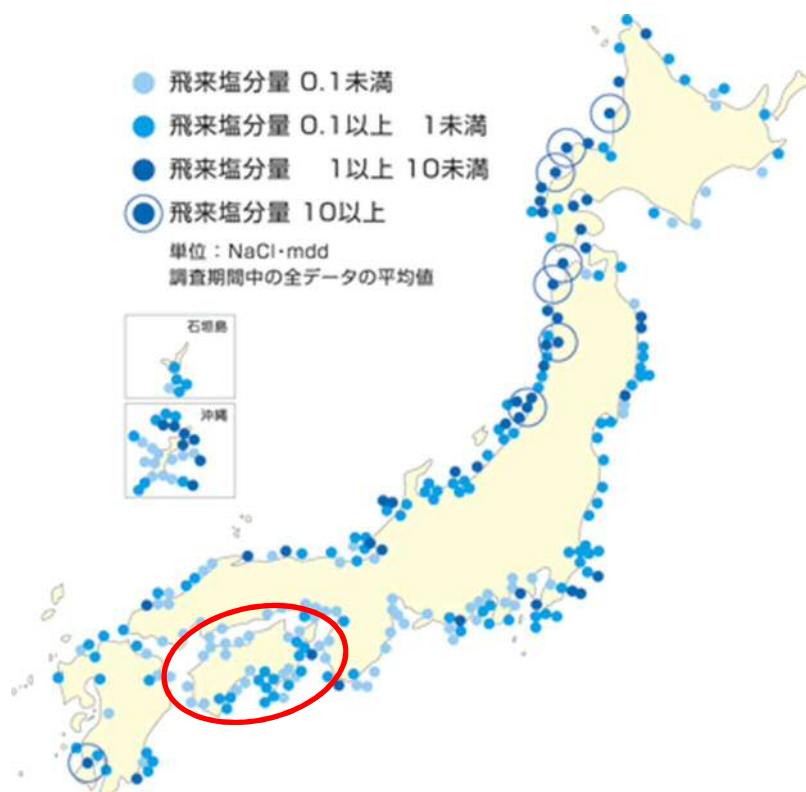 飛来塩分量 0.1未満
飛来塩分量 0.1以上 1未満
飛来塩分量 1以上 10未満
飛来塩分量 10以上
単位：NaCl･mdd
調査期間中の全データの平均値
石垣島
沖縄